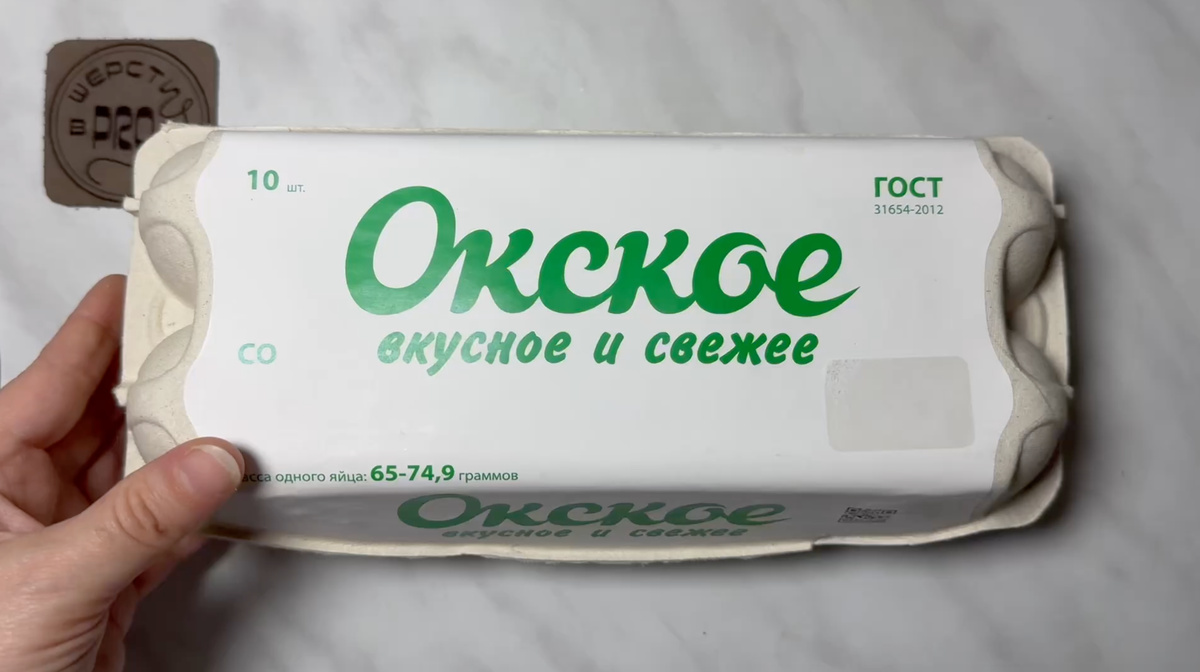 В ШЕРСТИ
PRO
10 шт.
ГОСТ
31654-2012
Окское
вкусное и свежее
СО
асса одного яйца: 65-74,9 граммов
Окское
вкусное и свежее